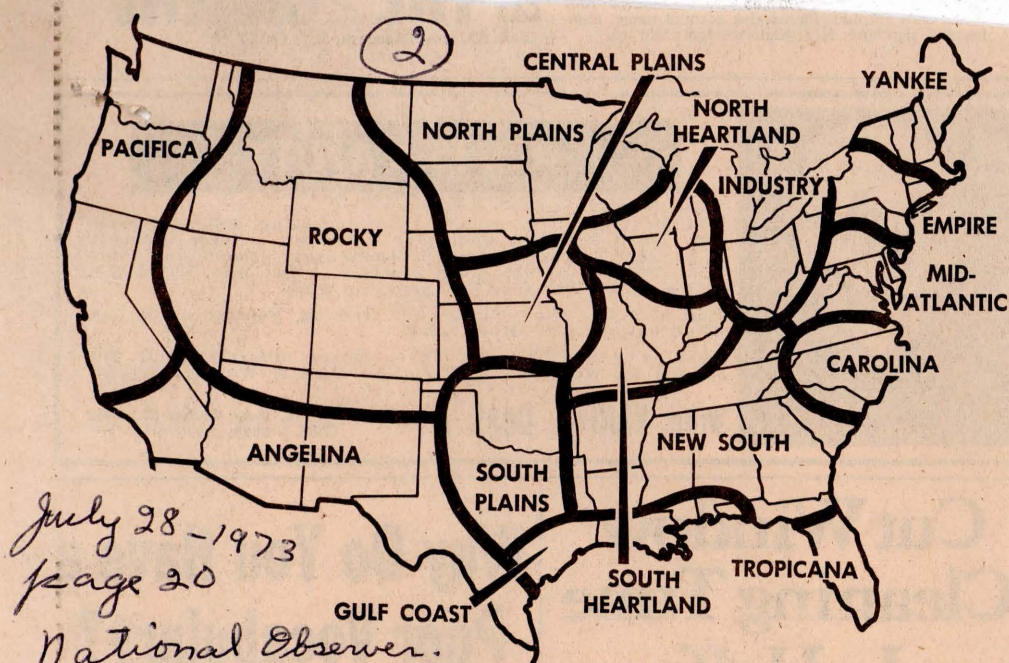 2
CENTRAL PLAINS
YANKEE
NORTH
HEARTLAND
NORTH PLAINS
PACIFICA
INDUSTRY
ROCKY
EMPIRE
MID-
ATLANTIC
CAROLINA
ANGELINA
NEW SOUTH
SOUTH
PLAINS
GULF COAST
SOUTH
HEARTLAND
TROPICANA
July 28-1973
page 20
National Observer.